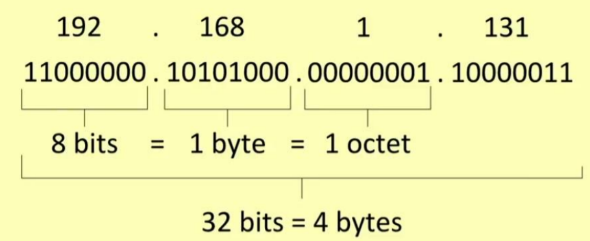 192 . 168 1 . 131
11000000 . 10101000 . 00000001 . 10000011
8 bits = 1 byte = 1 octet
32 bits = 4 bytes